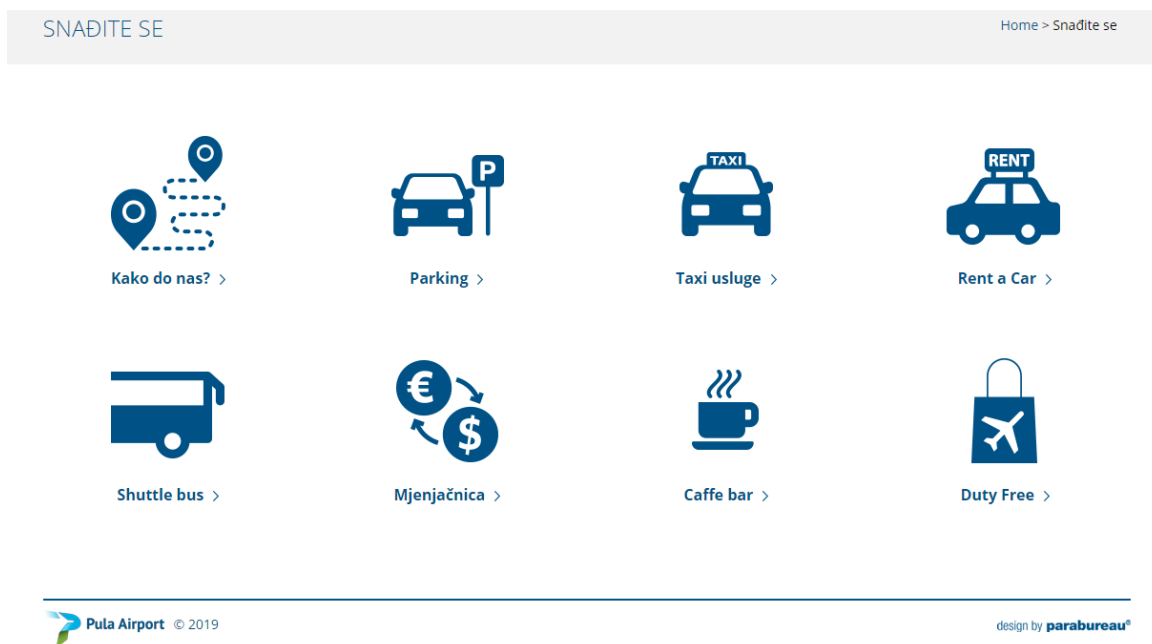 SNAĐITE SE
Home > Snađite se
P
TAXI
RENT
Kako do nas? >
Parking >
Taxi usluge >
Rent a Car >
€
$
Shuttle bus >
Mjenjačnica >
Caffe bar >
Duty Free >
Pula Airport © 2019
design by parabureau®